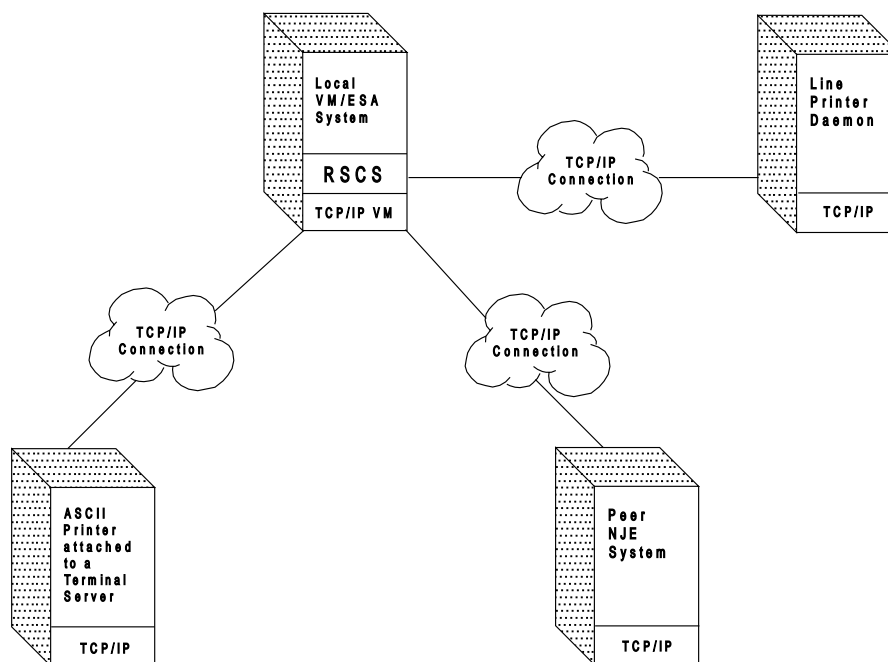 Local
VM/ESA
System
RSCS
TCP/IP VM
TCP/IP
Connection
Line
Printer
Daemon
TCP/IP
TCP/IP
Connection
TCP/IP
Connection
ASCII
Printer
attached
to a
Terminal
Server
TCP/IP
Peer
NJE
System
TCP/IP